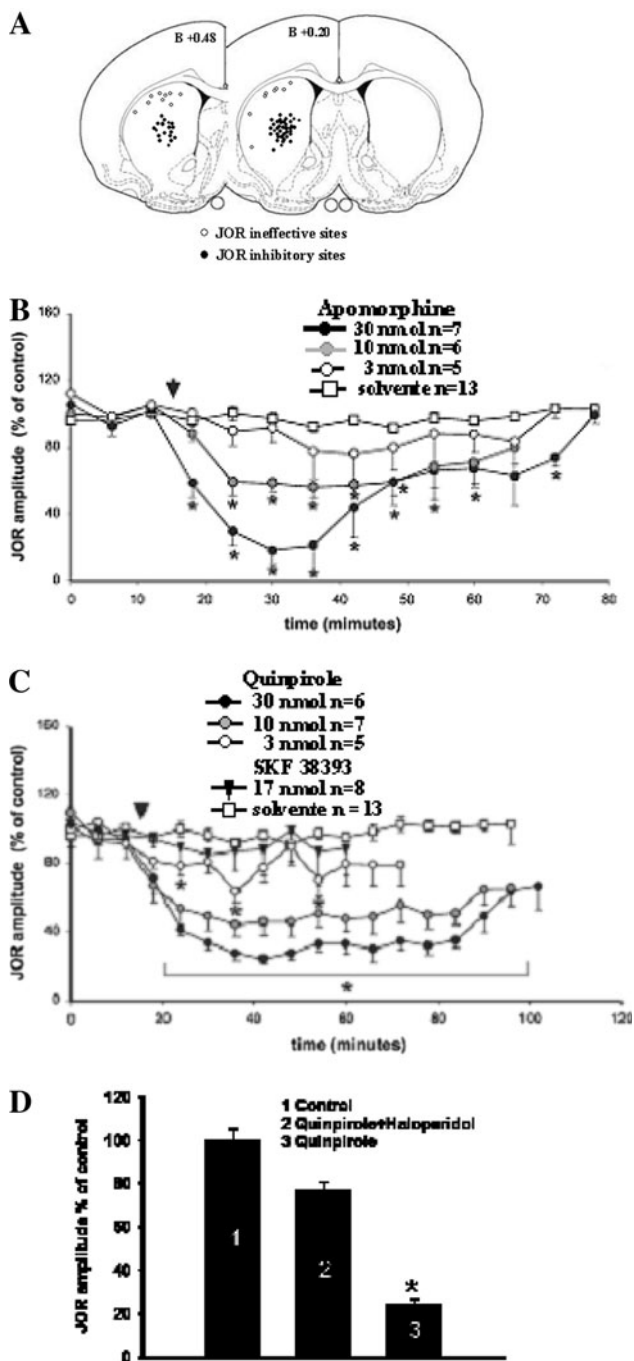 A
B +0.48
B +0.20
JOR ineffective sites
JOR inhibitory sites
B
Apomorphine
30 nmol n=7
10 nmol n=6
3 nmol n=5
solvente n=13
JOR amplitude (% of control)
160
120
80
40
0
0 10 20 30 40 50 60 70 80
time (mimutes)
C
Quinpirole
30 nmol n=6
10 nmol n=7
3 nmol n=5
SKF 38393
17 nmol n=8
solvente n = 13
JOR amplitude (% of control)
160
120
80
40
0
0 20 40 60 80 100 120
time (minutes)
D
1 Control
2 Quinpirole+Haloperidol
3 Quinpirole
JOR amplitude % of control
120
100
80
60
40
20
0
1
2
3